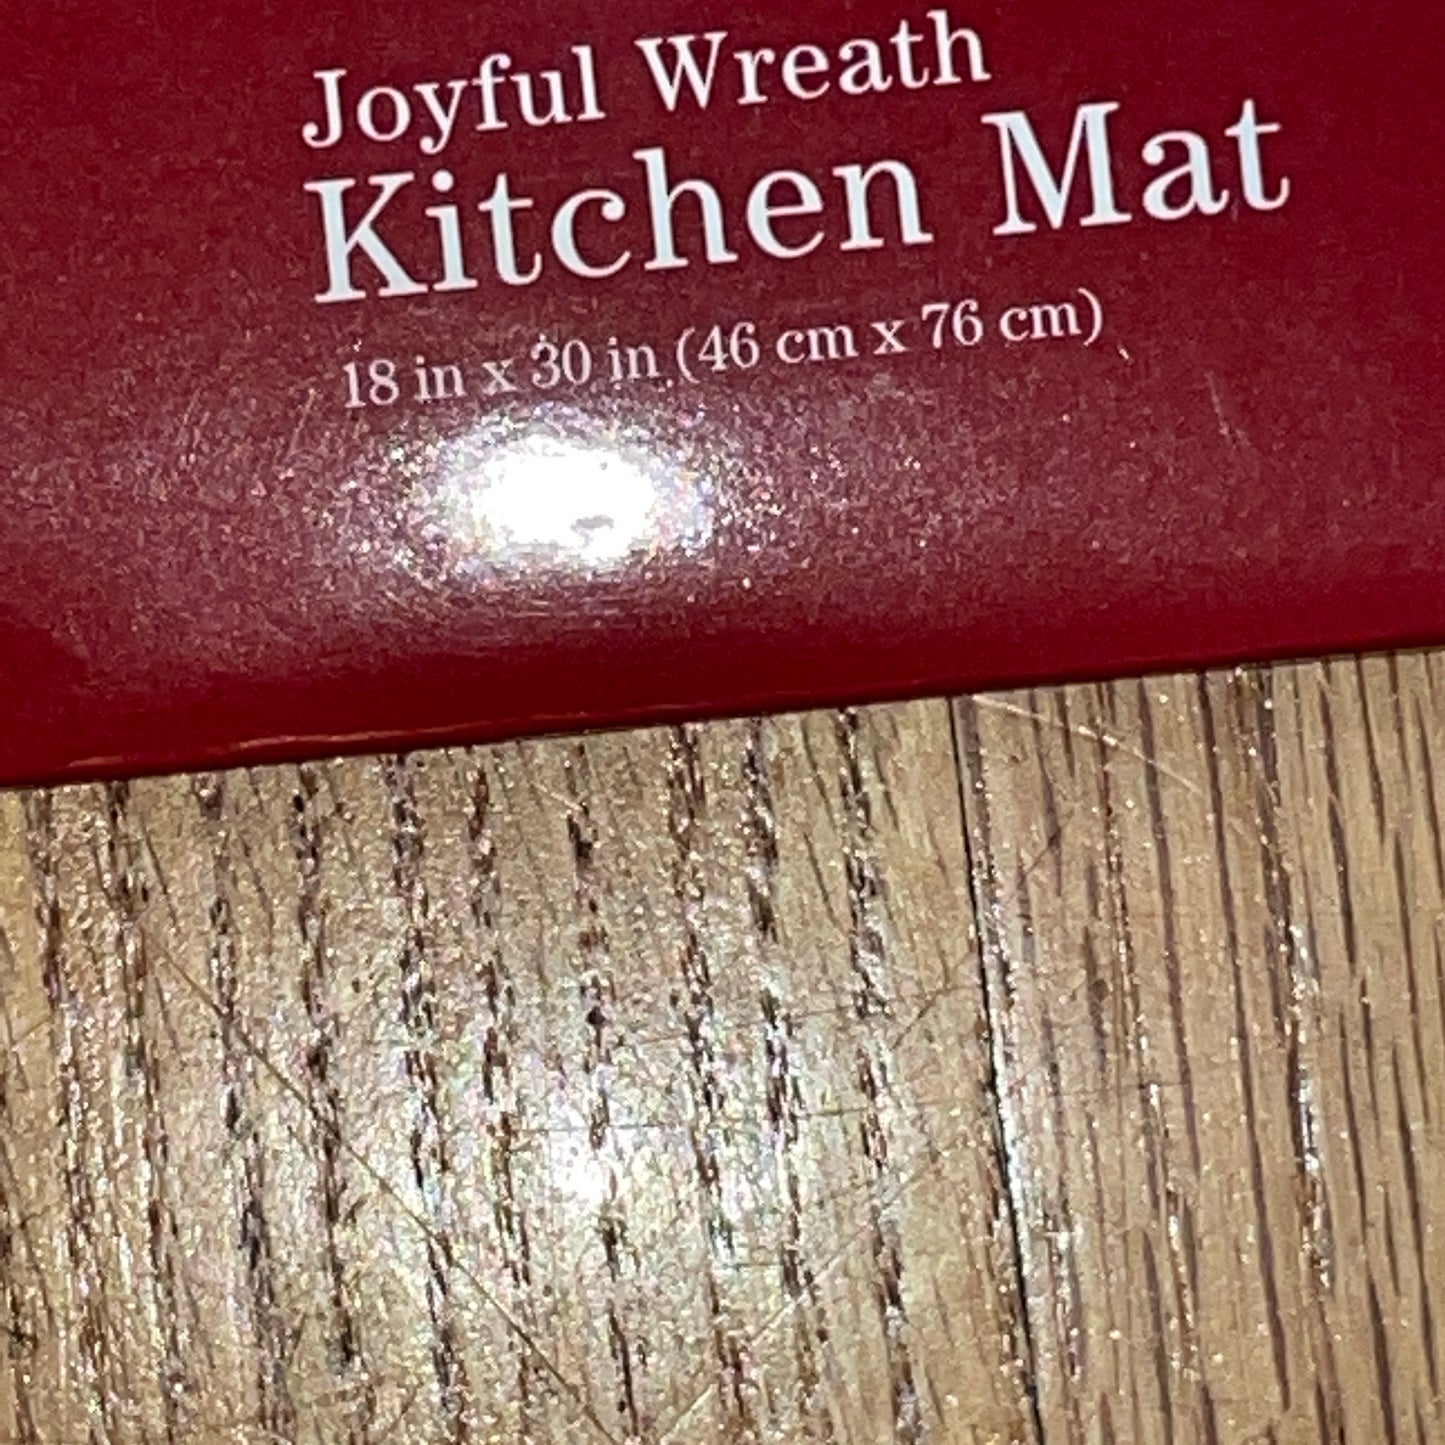 Joyful Wreath
Kitchen Mat
18 in x 30 in (46 cm x 76 cm)